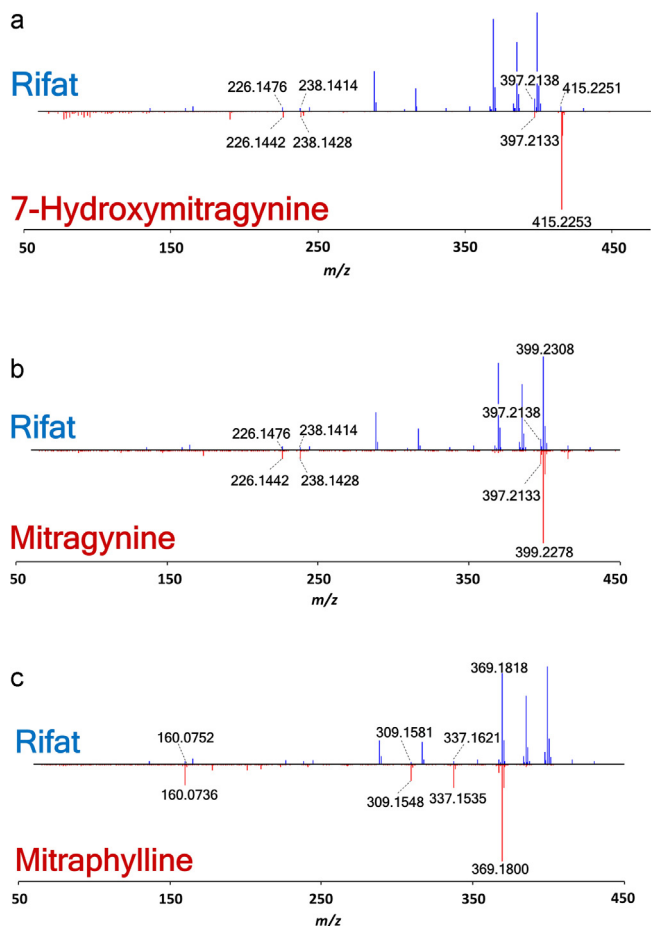 a
Rifat
226.1476
238.1414
397.2138
415.2251
226.1442
238.1428
397.2133
7-Hydroxymitragynine
415.2253
50 150 250 350 450
m/z
b
399.2308
Rifat
397.2138
226.1476
238.1414
226.1442
238.1428
397.2133
Mitragynine
399.2278
50 150 250 350 450
m/z
c
369.1818
Rifat
160.0752
309.1581
337.1621
160.0736
309.1548
337.1535
Mitraphylline
369.1800
50 150 250 350 450
m/z